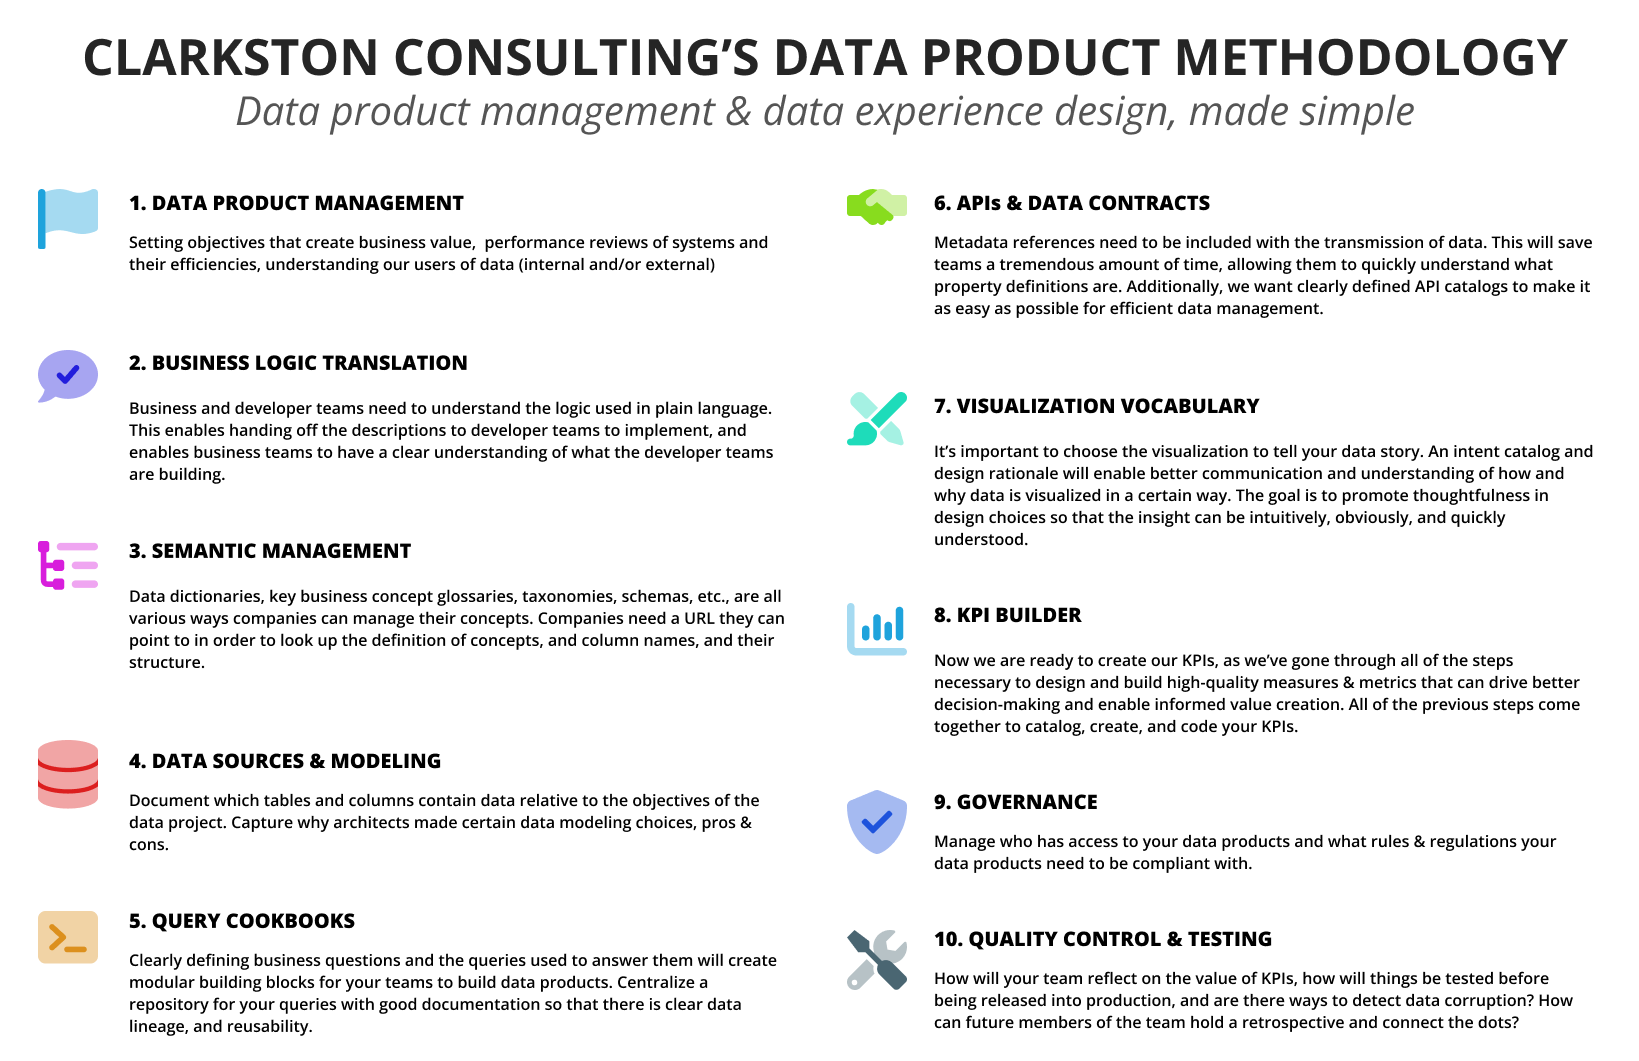 CLARKSTON CONSULTING’S DATA PRODUCT METHODOLOGY
Data product management & data experience design, made simple
1. DATA PRODUCT MANAGEMENT
Setting objectives that create business value,  performance reviews of systems and
their efficiencies, understanding our users of data (internal and/or external)
2. BUSINESS LOGIC TRANSLATION
Business and developer teams need to understand the logic used in plain language.
This enables handing off the descriptions to developer teams to implement, and
enables business teams to have a clear understanding of what the developer teams
are building.
3. SEMANTIC MANAGEMENT
Data dictionaries, key business concept glossaries, taxonomies, schemas, etc., are all
various ways companies can manage their concepts. Companies need a URL they can
point to in order to look up the definition of concepts, and column names, and their
structure.
4. DATA SOURCES & MODELING
Document which tables and columns contain data relative to the objectives of the
data project. Capture why architects made certain data modeling choices, pros &
cons.
5. QUERY COOKBOOKS
Clearly defining business questions and the queries used to answer them will create
modular building blocks for your teams to build data products. Centralize a
repository for your queries with good documentation so that there is clear data
lineage, and reusability.
6. APIs & DATA CONTRACTS
Metadata references need to be included with the transmission of data. This will save
teams a tremendous amount of time, allowing them to quickly understand what
property definitions are. Additionally, we want clearly defined API catalogs to make it
as easy as possible for efficient data management.
7. VISUALIZATION VOCABULARY
It’s important to choose the visualization to tell your data story. An intent catalog and
design rationale will enable better communication and understanding of how and
why data is visualized in a certain way. The goal is to promote thoughtfulness in
design choices so that the insight can be intuitively, obviously, and quickly
understood.
8. KPI BUILDER
Now we are ready to create our KPIs, as we’ve gone through all of the steps
necessary to design and build high-quality measures & metrics that can drive better
decision-making and enable informed value creation. All of the previous steps come
together to catalog, create, and code your KPIs.
9. GOVERNANCE
Manage who has access to your data products and what rules & regulations your
data products need to be compliant with.
10. QUALITY CONTROL & TESTING
How will your team reflect on the value of KPIs, how will things be tested before
being released into production, and are there ways to detect data corruption? How
can future members of the team hold a retrospective and connect the dots?